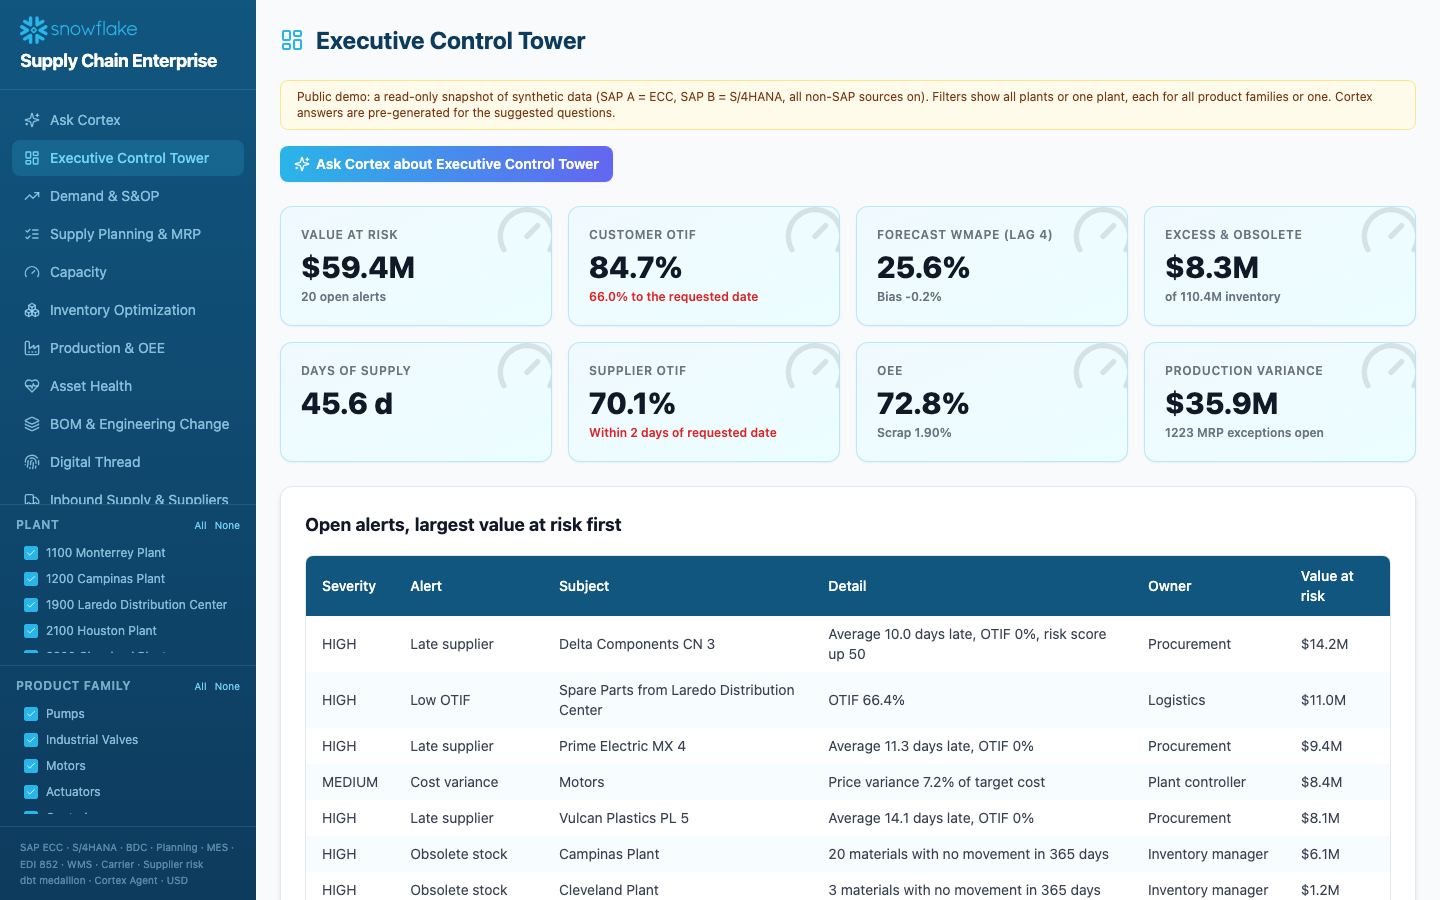 snowflake
Supply Chain Enterprise
Ask Cortex
Executive Control Tower
Demand & S&OP
Supply Planning & MRP
Capacity
Inventory Optimization
Production & OEE
Asset Health
BOM & Engineering Change
Digital Thread
Inbound Supply & Suppliers
PLANT All None
1100 Monterrey Plant
1200 Campinas Plant
1900 Laredo Distribution Center
2100 Houston Plant
PRODUCT FAMILY All None
Pumps
Industrial Valves
Motors
Actuators
SAP ECC · S/4HANA · BDC · Planning · MES ·
EDI 852 · WMS · Carrier · Supplier risk
dbt medallion · Cortex Agent · USD
Executive Control Tower
Public demo: a read-only snapshot of synthetic data (SAP A = ECC, SAP B = S/4HANA, all non-SAP sources on). Filters show all plants or one plant, each for all product families or one. Cortex
answers are pre-generated for the suggested questions.
Ask Cortex about Executive Control Tower
VALUE AT RISK
$59.4M
20 open alerts
CUSTOMER OTIF
84.7%
66.0% to the requested date
FORECAST WMAPE (LAG 4)
25.6%
Bias -0.2%
EXCESS & OBSOLETE
$8.3M
of 110.4M inventory
DAYS OF SUPPLY
45.6 d
SUPPLIER OTIF
70.1%
Within 2 days of requested date
OEE
72.8%
Scrap 1.90%
PRODUCTION VARIANCE
$35.9M
1223 MRP exceptions open
Open alerts, largest value at risk first
Severity Alert Subject Detail Owner Value at risk
HIGH Late supplier Delta Components CN 3 Average 10.0 days late, OTIF 0%, risk score up 50 Procurement $14.2M
HIGH Low OTIF Spare Parts from Laredo Distribution Center OTIF 66.4% Logistics $11.0M
HIGH Late supplier Prime Electric MX 4 Average 11.3 days late, OTIF 0% Procurement $9.4M
MEDIUM Cost variance Motors Price variance 7.2% of target cost Plant controller $8.4M
HIGH Late supplier Vulcan Plastics PL 5 Average 14.1 days late, OTIF 0% Procurement $8.1M
HIGH Obsolete stock Campinas Plant 20 materials with no movement in 365 days Inventory manager $6.1M
HIGH Obsolete stock Cleveland Plant 3 materials with no movement in 365 days Inventory manager $1.2M